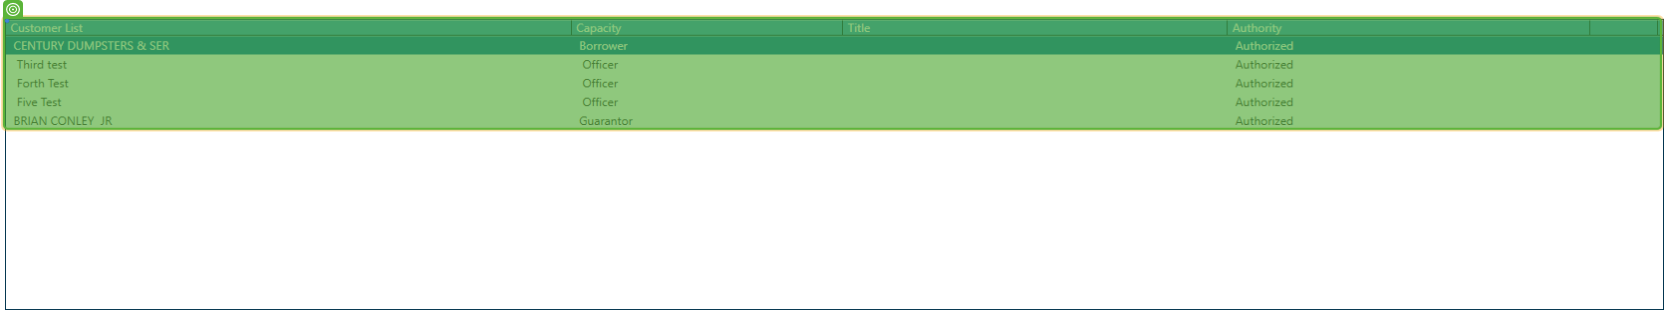 Customer List Capacity Title Authority
CENTURY DUMPSTERS & SER Borrower Authorized
Third test Officer Authorized
Forth Test Officer Authorized
Five Test Officer Authorized
BRIAN CONLEY JR Guarantor Authorized